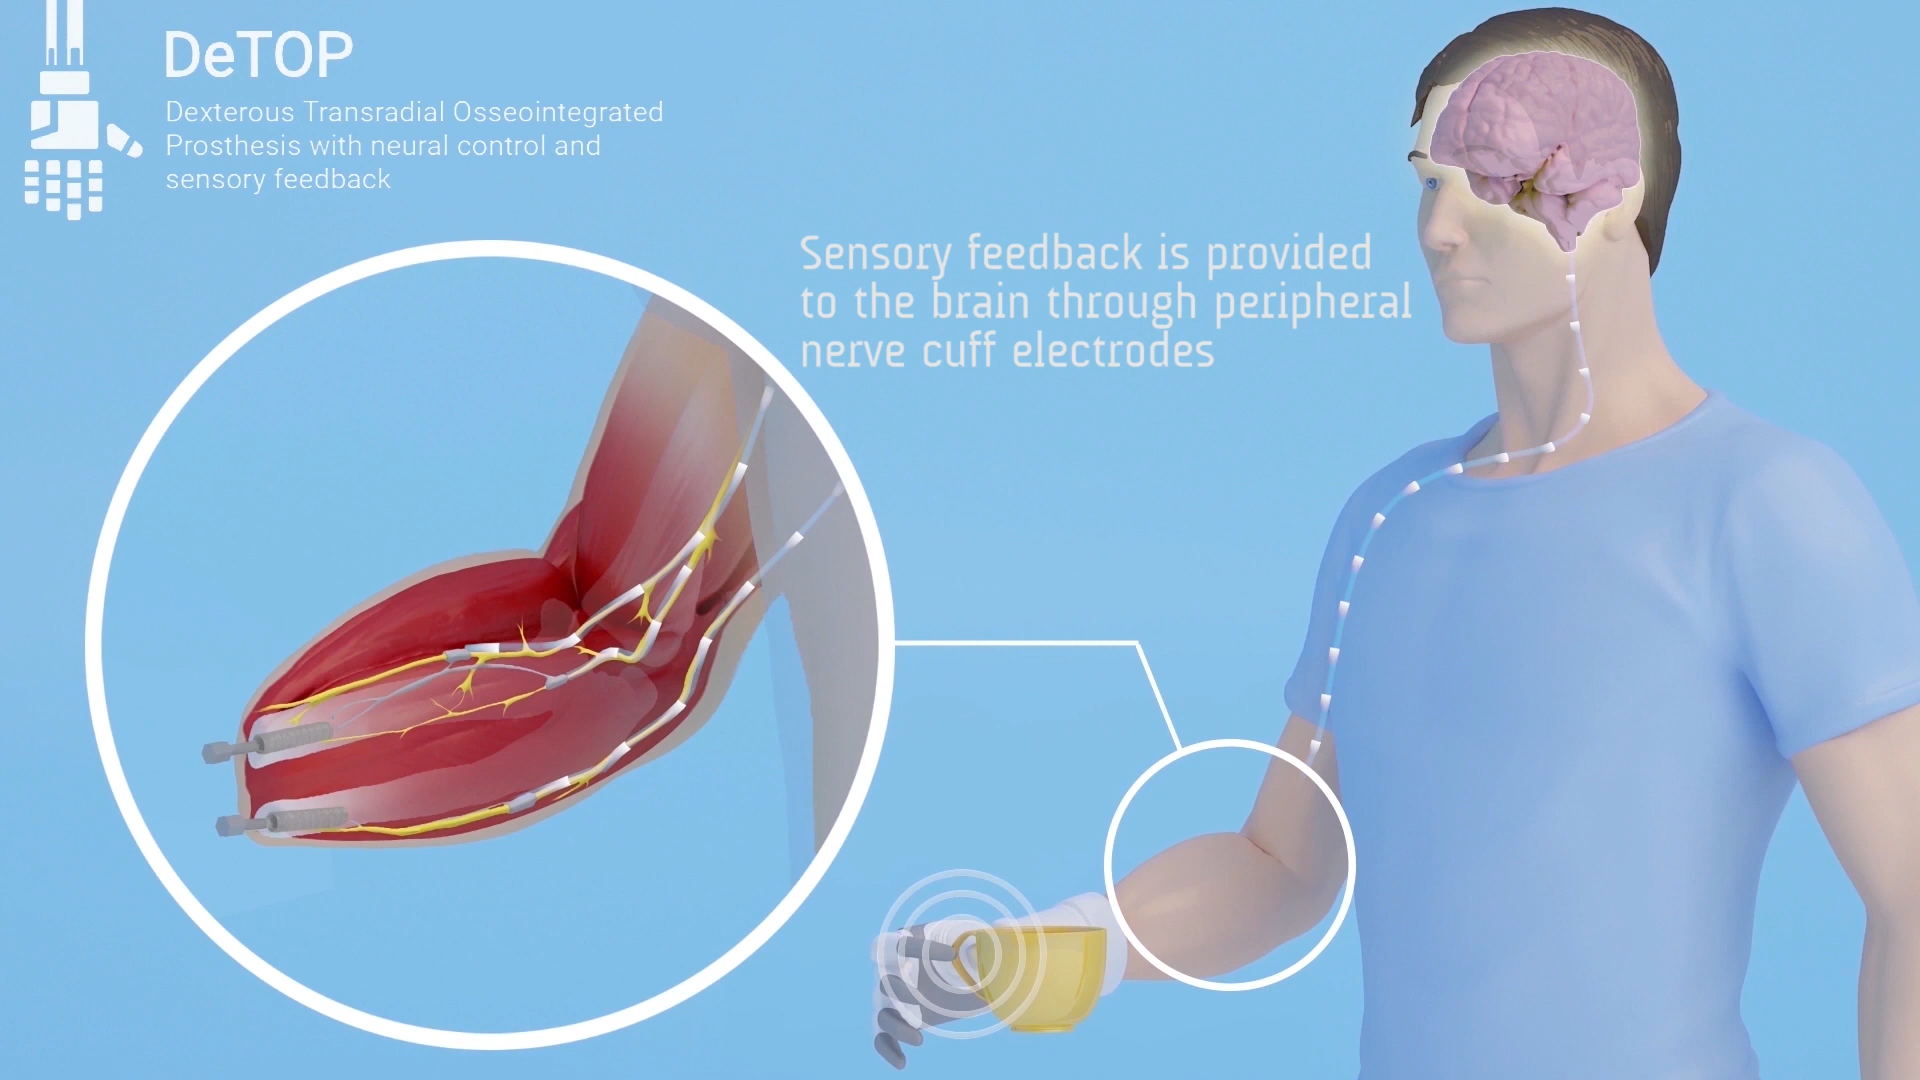 DeTOP
Dexterous Transradial Osseointegrated
Prosthesis with neural control and
sensory feedback
Sensory feedback is provided
to the brain through peripheral
nerve cuff electrodes